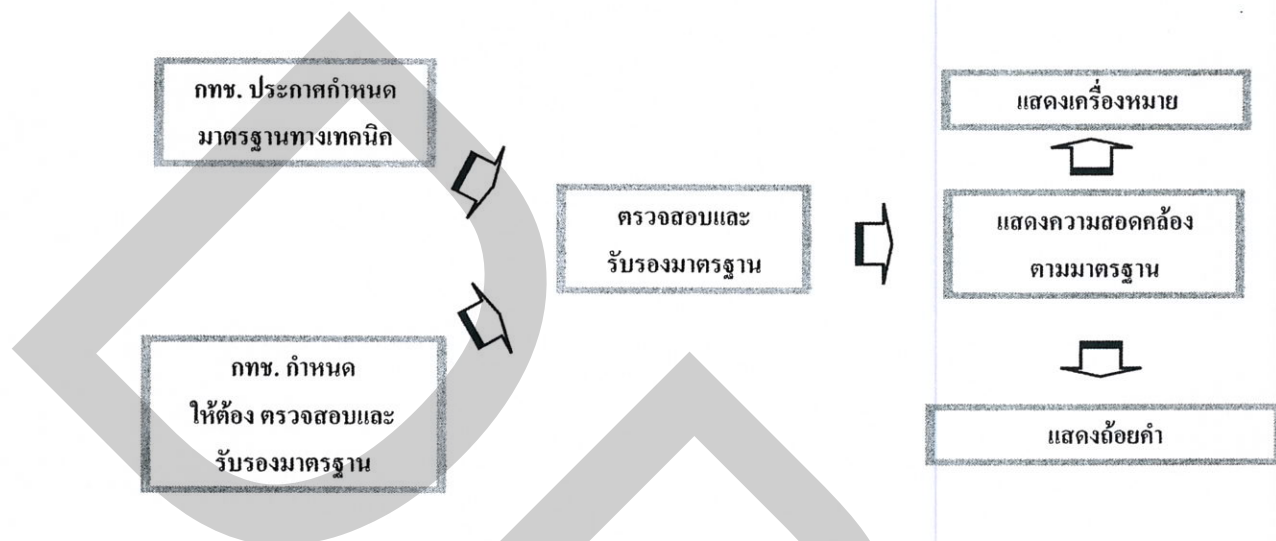 กทช. ประกาศกำหนด
มาตรฐานทางเทคนิค
กทช. กำหนด
ให้ต้อง ตรวจสอบและ
รับรองมาตรฐาน
ตรวจสอบและ
รับรองมาตรฐาน
แสดงเครื่องหมาย
แสดงความสอดคล้อง
ตามมาตรฐาน
แสดงถ้อยคำ